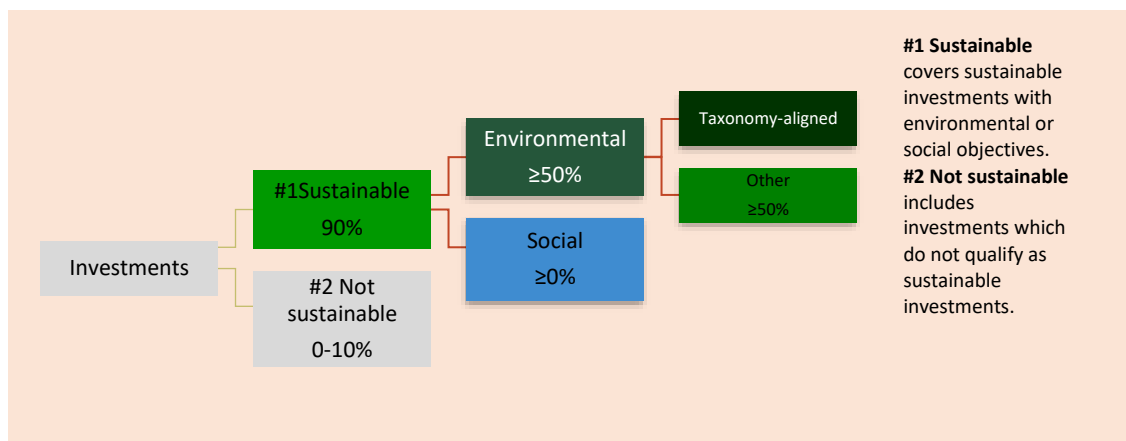 Investments
#1Sustainable
90%
#2 Not
sustainable
0-10%
Environmental
≥50%
Social
≥0%
Taxonomy-aligned
Other
≥50%
#1 Sustainable
covers sustainable
investments with
environmental or
social objectives.
#2 Not sustainable
includes
investments which
do not qualify as
sustainable
investments.